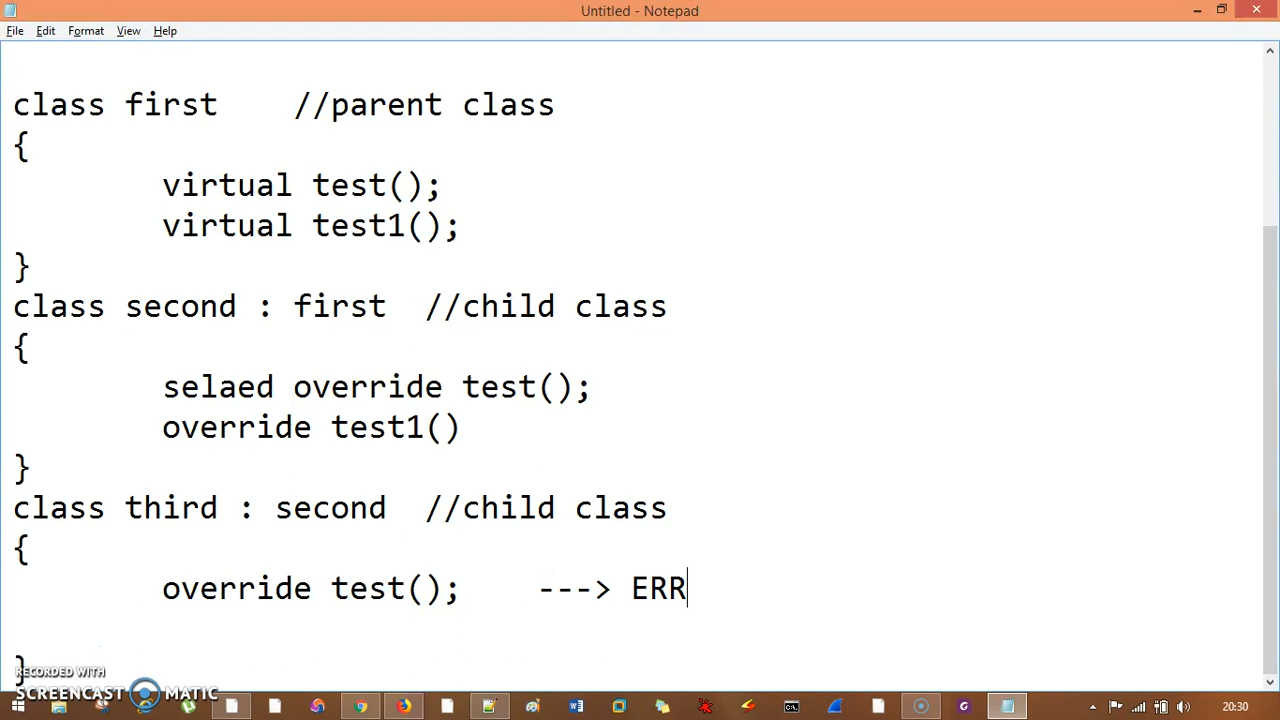 Untitled - Notepad
File Edit Format View Help
class first    //parent class
{
        virtual test();
        virtual test1();
}
class second : first  //child class
{
        selaed override test();
        override test1()
}
class third : second  //child class
{
        override test();    ---> ERR
}
RECORDED WITH
SCREENCAST MATIC
20:30